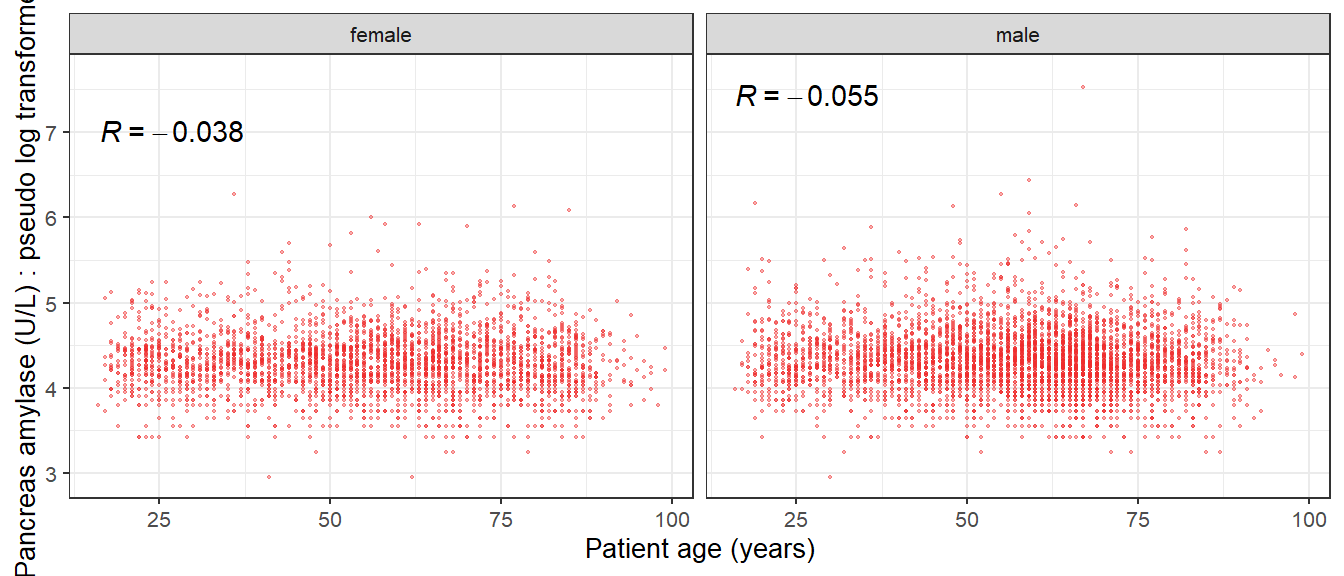 female
male
R = −0.038
R = −0.055
Pancreas amylase (U/L) : pseudo log transforme
7
6
5
4
3
25 50 75 100
25 50 75 100
Patient age (years)